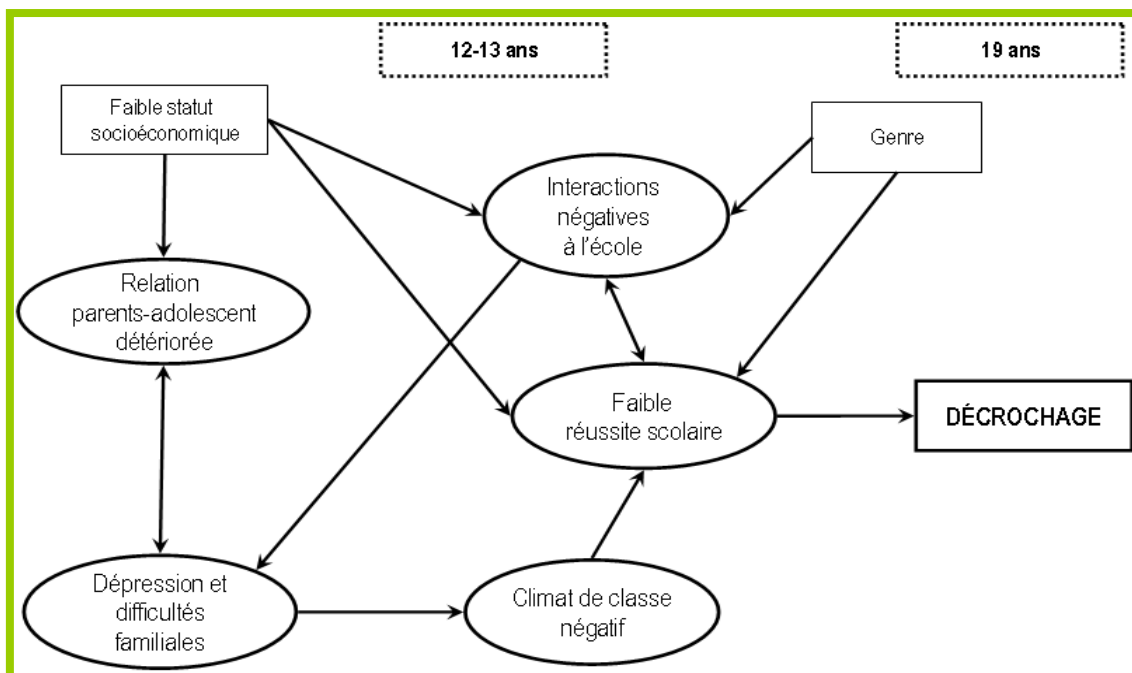 12-13 ans
19 ans
Faible statut
socioéconomique
Genre
Interactions
négatives
à l'école
Relation
parents-adolescent
détériorée
Faible
réussite scolaire
DÉCROCHAGE
Dépression et
difficultés
familiales
Climat de classe
négatif